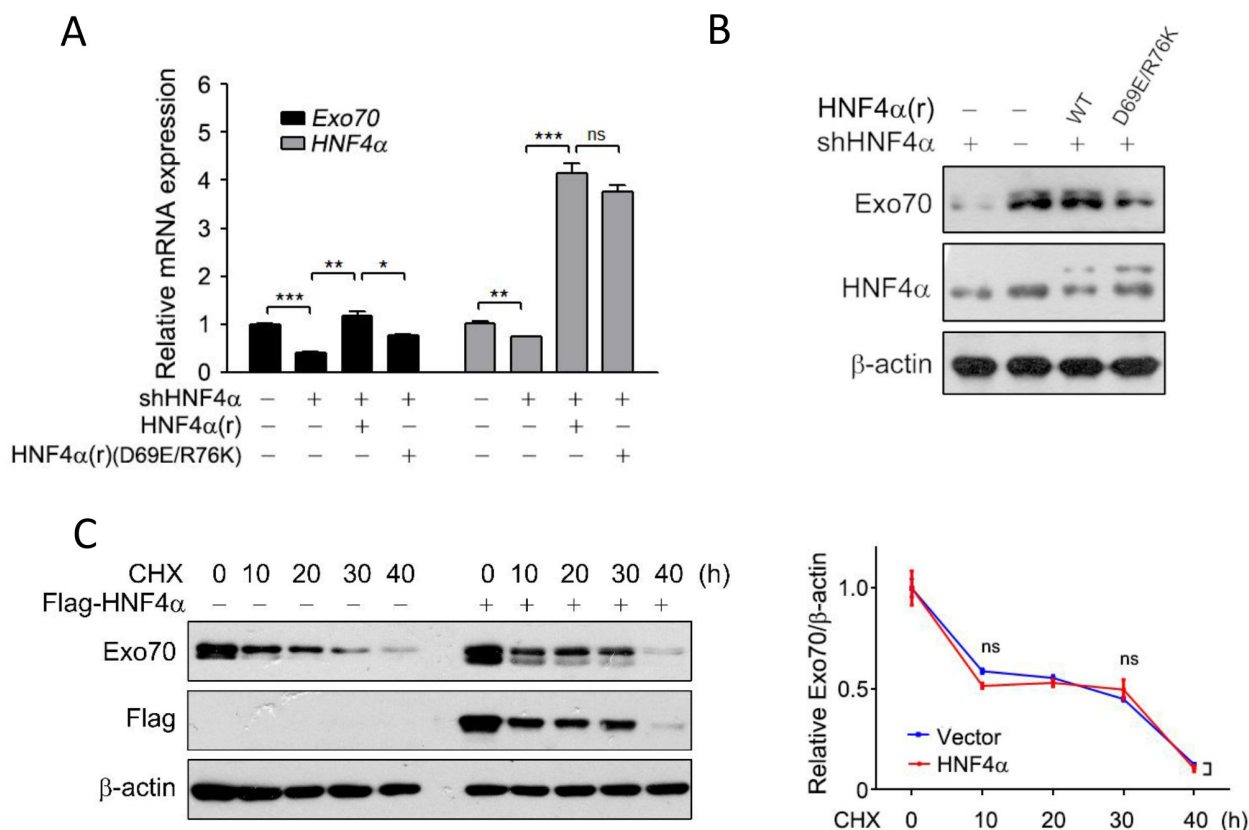 A
Relative mRNA expression
6
5
4
3
2
1
0
Exo70
HNF4α
*** ** * ** *** ns
shHNF4α − + + + − + + +
HNF4α(r) − − + − − − + −
HNF4α(r)(D69E/R76K) − − − + − − − +
B
HNF4α(r) − − WT D69E/R76K
shHNF4α + − + +
Exo70
HNF4α
β-actin
C
CHX 0 10 20 30 40 0 10 20 30 40 (h)
Flag-HNF4α − − − − − + + + + +
Exo70
Flag
β-actin
Relative Exo70/β-actin
1.0
0.5
0
ns
ns
Vector
HNF4α
CHX 0 10 20 30 40 (h)